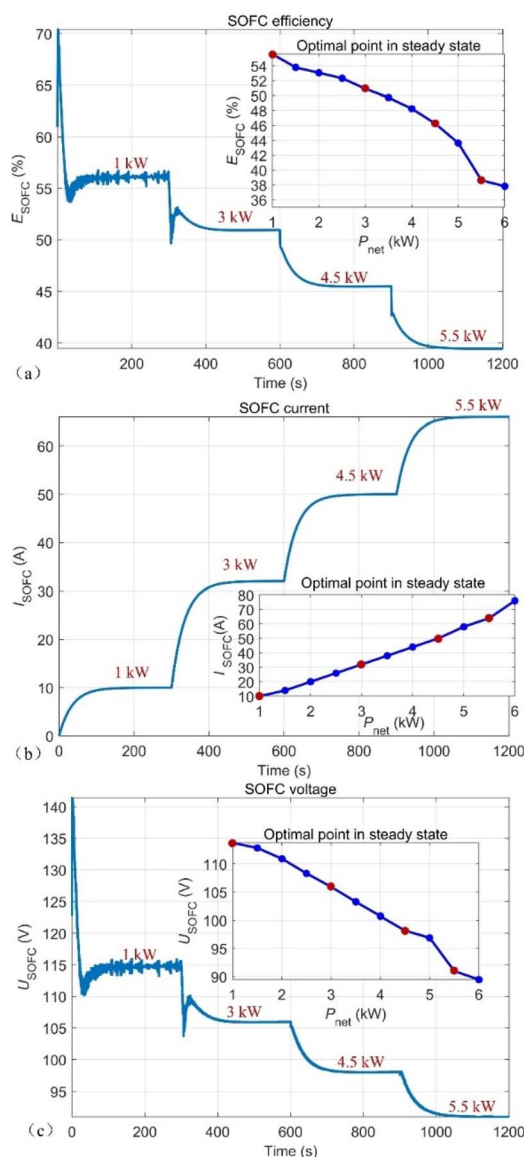 SOFC efficiency
70
65
60
55
50
45
40
E_SOFC (%)
1 kW
3 kW
4.5 kW
5.5 kW
Optimal point in steady state
54
52
50
48
46
44
42
40
38
36
E_SOFC (%)
1 2 3 4 5 6
P_net (kW)
0 200 400 600 800 1000 1200
(a) Time (s)
SOFC current
60
50
40
30
20
10
0
I_SOFC (A)
1 kW
3 kW
4.5 kW
5.5 kW
Optimal point in steady state
80
70
60
50
40
30
20
10
I_SOFC(A)
1 2 3 4 5 6
P_net (kW)
0 200 400 600 800 1000 1200
(b) Time (s)
SOFC voltage
140
135
130
125
120
115
110
105
100
95
U_SOFC (V)
1 kW
3 kW
4.5 kW
5.5 kW
Optimal point in steady state
110
105
100
95
90
U_SOFC (V)
1 2 3 4 5 6
P_net (kW)
0 200 400 600 800 1000 1200
(c) Time (s)